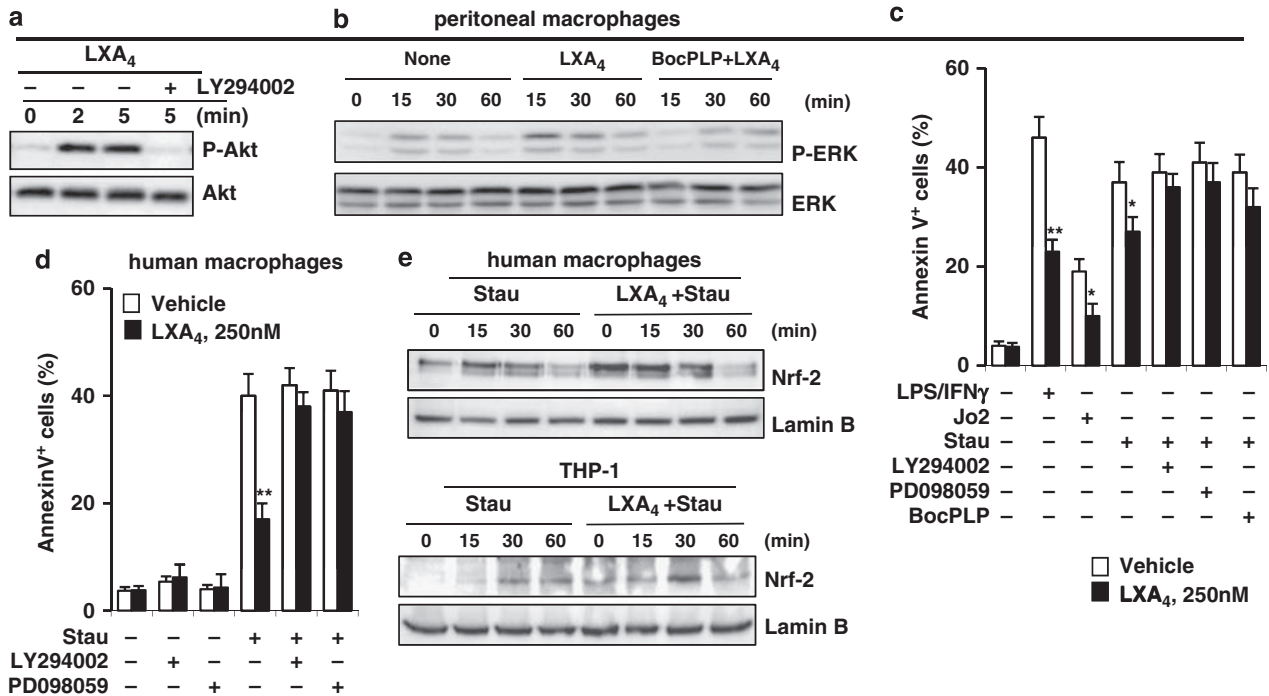 a
LXA₄
– – – + LY294002
0 2 5 5 (min)
P-Akt
Akt
b
peritoneal macrophages
None LXA₄ BocPLP+LXA₄
0 15 30 60 15 30 60 15 30 60 (min)
P-ERK
ERK
c
Annexin V⁺ cells (%)
60
40
20
0
** * *
LPS/IFNγ – + – – – – –
Jo2 – – + – – – –
Stau – – – + + + +
LY294002 – – – – + – –
PD098059 – – – – – + –
BocPLP – – – – – – +
Vehicle
LXA₄, 250nM
d
human macrophages
Vehicle
LXA₄, 250nM
AnnexinV⁺ cells (%)
60
40
20
0
**
Stau – – – + + +
LY294002 – + – – + –
PD098059 – – + – – +
e
human macrophages
Stau LXA₄ +Stau
0 15 30 60 0 15 30 60 (min)
Nrf-2
Lamin B
THP-1
Stau LXA₄ +Stau
0 15 30 60 0 15 30 60 (min)
Nrf-2
Lamin B